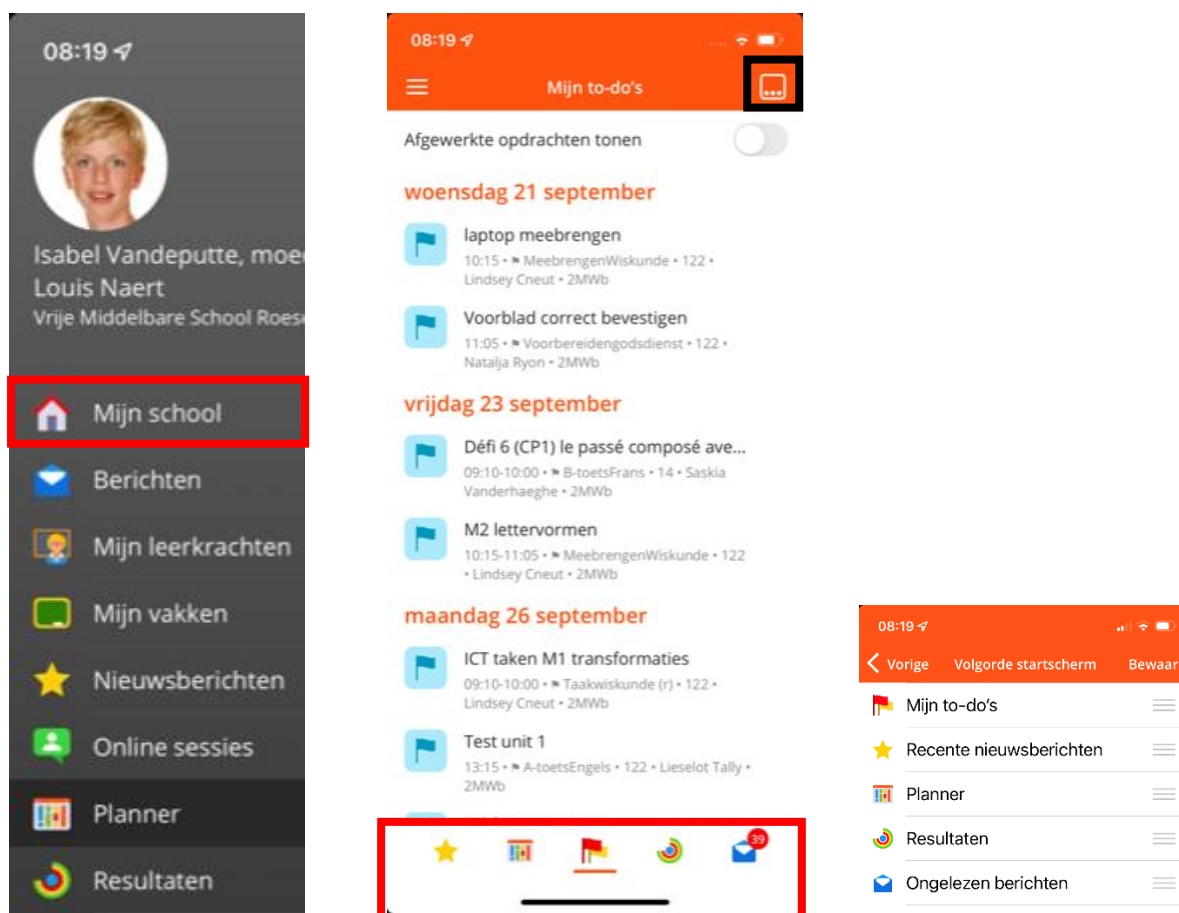 08:19
Isabel Vandeputte, moe
Louis Naert
Vrije Middelbare School Roes
Mijn school
Berichten
Mijn leerkrachten
Mijn vakken
Nieuwsberichten
Online sessies
Planner
Resultaten
08:19
Mijn to-do's
Afgewerkte opdrachten tonen
woensdag 21 september
laptop meebrengen
10:15 • MeebrengenWiskunde • 122 •
Lindsey Cneut • 2MWb
Voorblad correct bevestigen
11:05 • Voorbereidengodsdienst • 122 •
Natalja Ryon • 2MWb
vrijdag 23 september
Défi 6 (CP1) le passé composé ave...
09:10-10:00 • B-toetsFrans • 14 • Saskia
Vanderhaeghe • 2MWb
M2 lettervormen
10:15-11:05 • MeebrengenWiskunde • 122
• Lindsey Cneut • 2MWb
maandag 26 september
ICT taken M1 transformaties
09:10-10:00 • Taakwiskunde (r) • 122 •
Lindsey Cneut • 2MWb
Test unit 1
13:15 • A-toetsEngels • 122 • Lieselot Tally •
2MWb
39
08:19
Vorige Volgorde startscherm Bewaar
Mijn to-do's
Recente nieuwsberichten
Planner
Resultaten
Ongelezen berichten